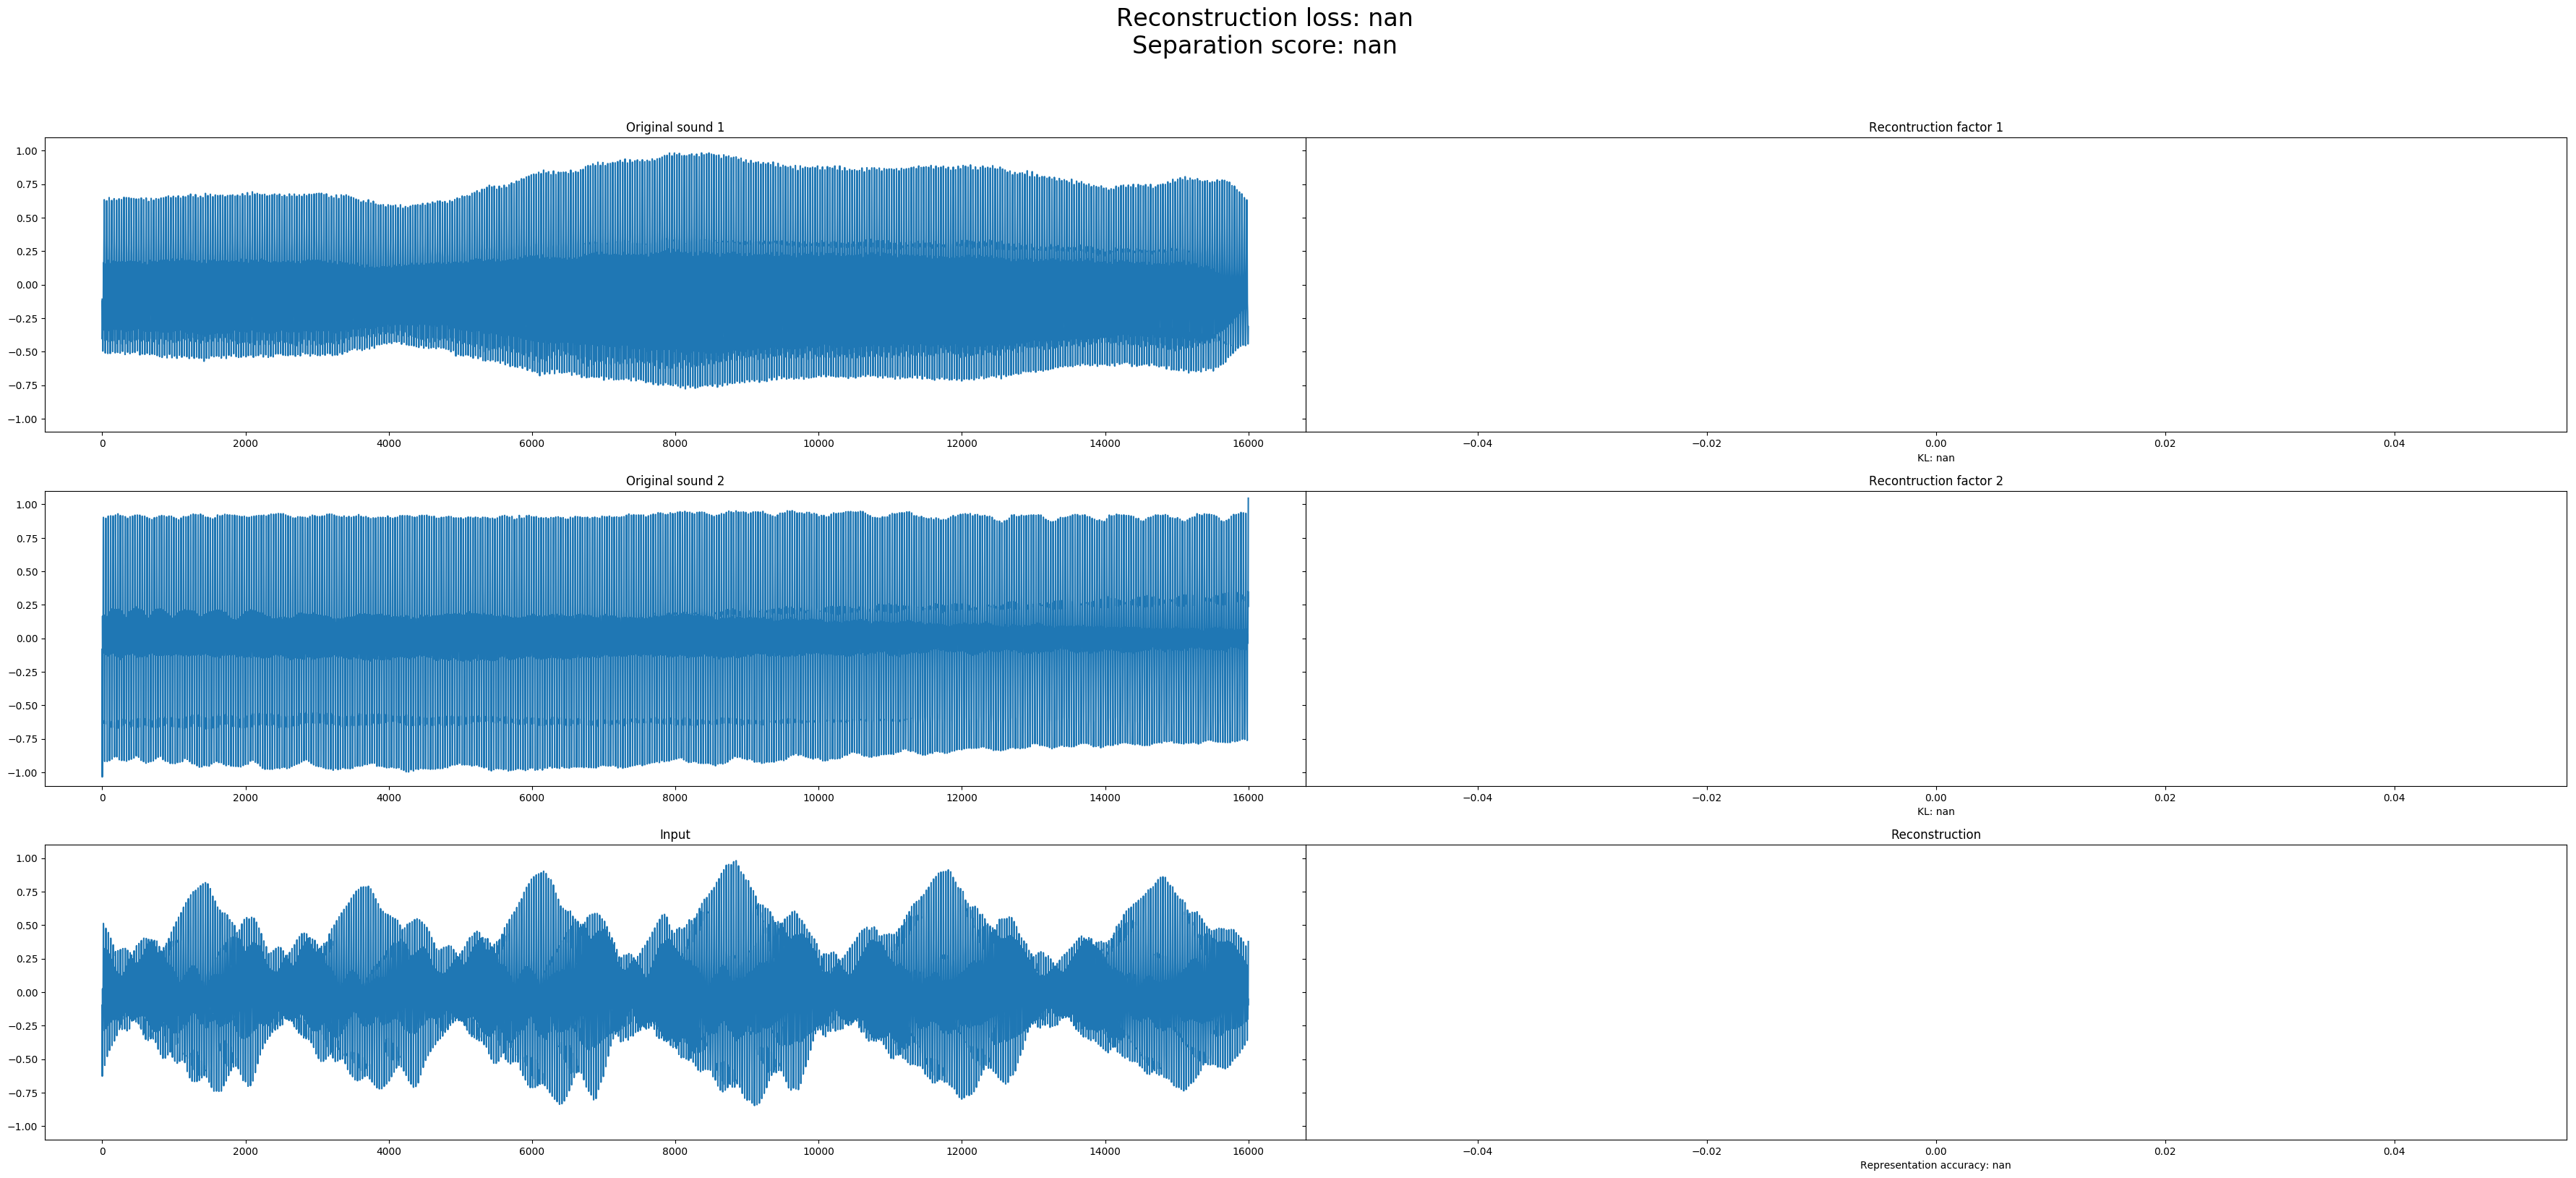 Reconstruction loss: nan
Separation score: nan
Original sound 1
Recontruction factor 1
1.00
0.75
0.50
0.25
0.00
−0.25
−0.50
−0.75
−1.00
0 2000 4000 6000 8000 10000 12000 14000 16000
−0.04 −0.02 0.00 0.02 0.04
KL: nan
Original sound 2
Recontruction factor 2
1.00
0.75
0.50
0.25
0.00
−0.25
−0.50
−0.75
−1.00
0 2000 4000 6000 8000 10000 12000 14000 16000
−0.04 −0.02 0.00 0.02 0.04
KL: nan
Input
Reconstruction
1.00
0.75
0.50
0.25
0.00
−0.25
−0.50
−0.75
−1.00
0 2000 4000 6000 8000 10000 12000 14000 16000
−0.04 −0.02 0.00 0.02 0.04
Representation accuracy: nan